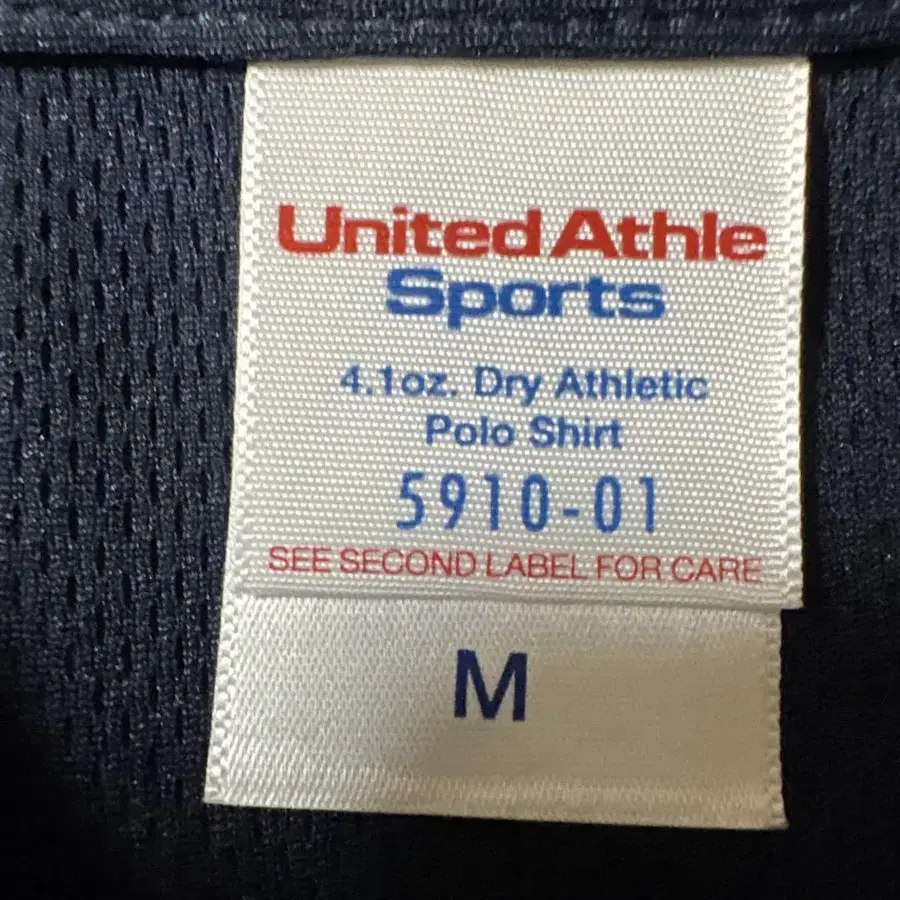 United Athle
Sports
4.1oz. Dry Athletic
Polo Shirt
5910-01
SEE SECOND LABEL FOR CARE
M